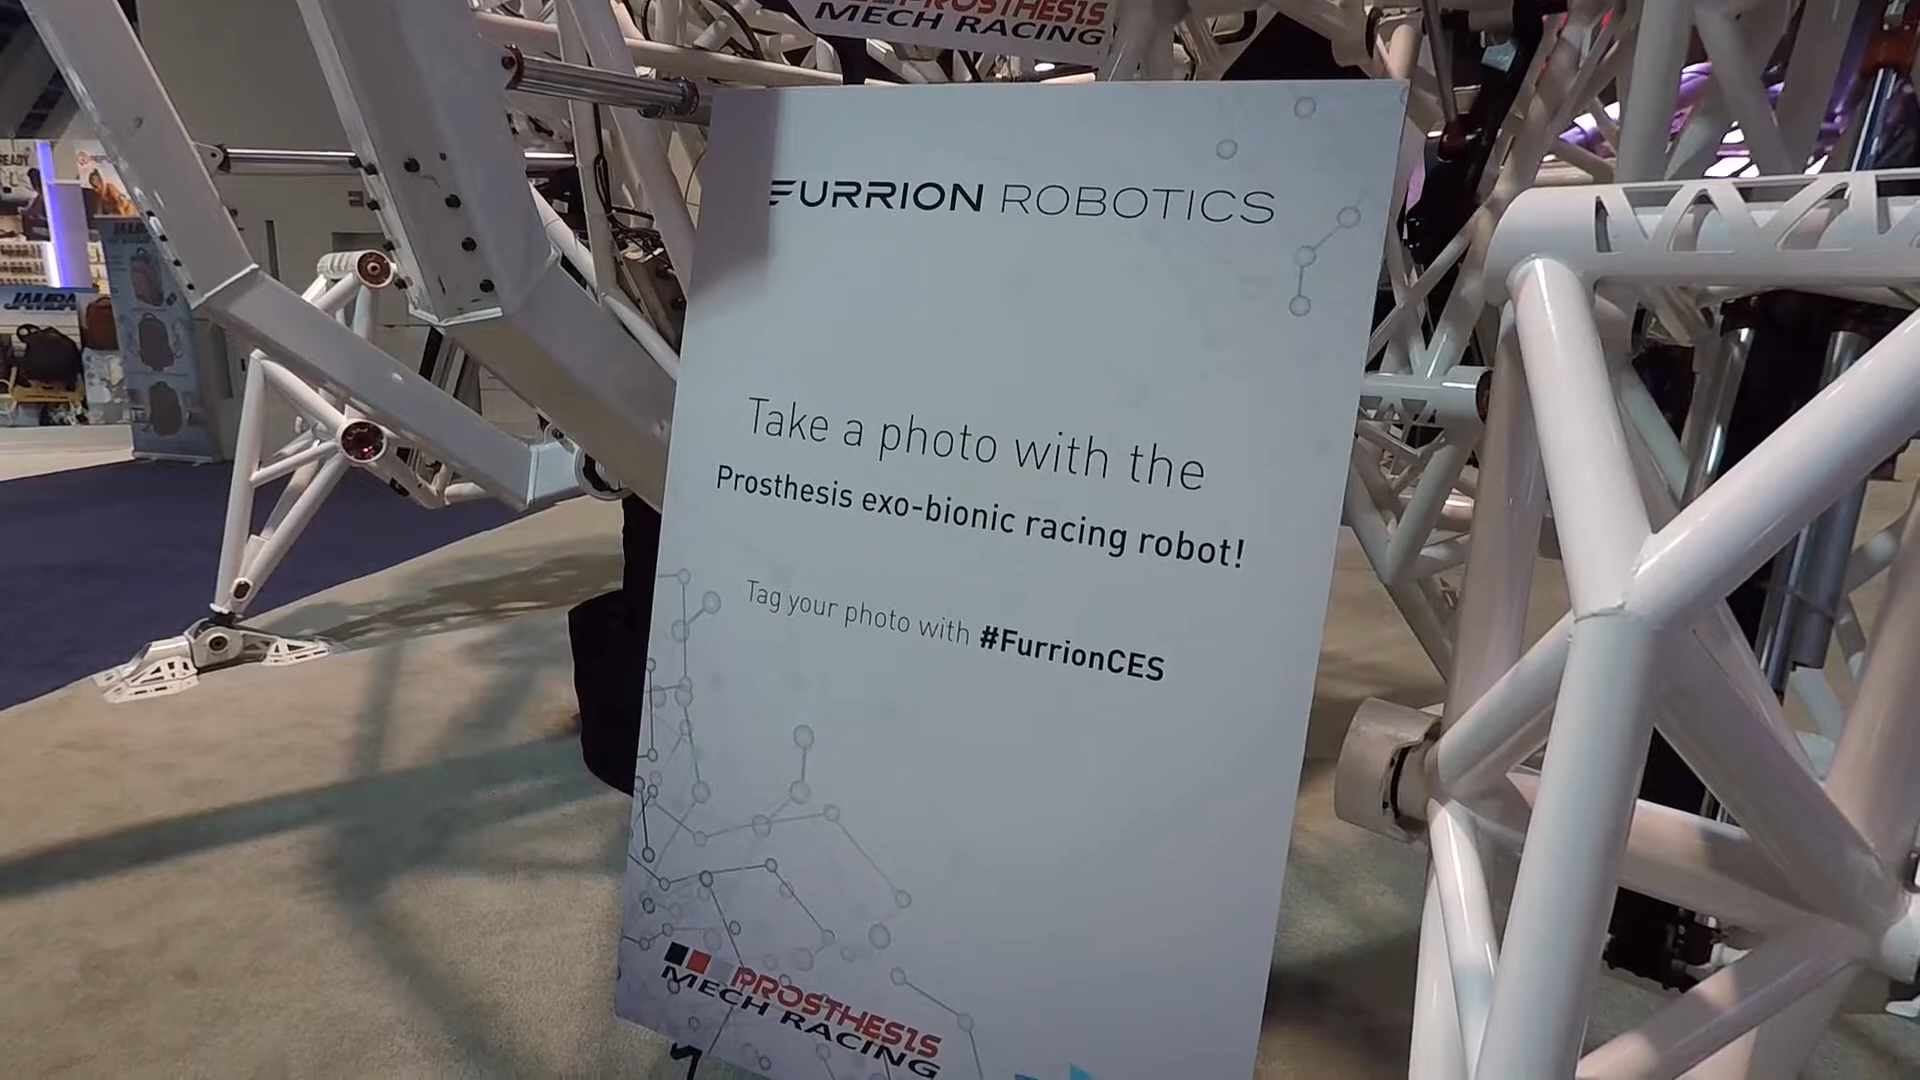 PROSTHESIS
MECH RACING
FURRION ROBOTICS
Take a photo with the
Prosthesis exo-bionic racing robot!
Tag your photo with #FurrionCES
PROSTHESIS
MECH RACING